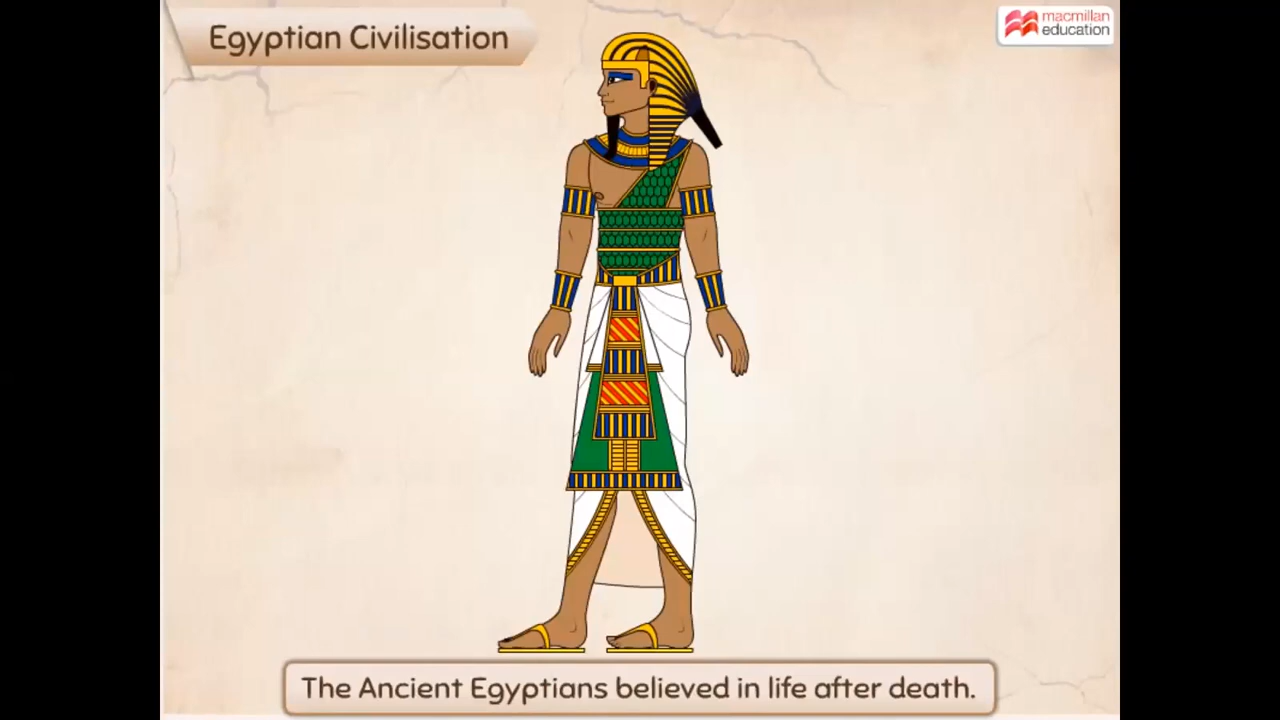 Egyptian Civilisation
macmillan
education
The Ancient Egyptians believed in life after death.